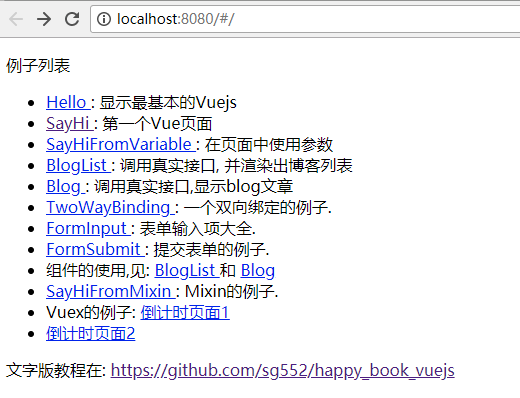 localhost:8080/#/
例子列表
Hello : 显示最基本的Vuejs
SayHi : 第一个Vue页面
SayHiFromVariable : 在页面中使用参数
BlogList : 调用真实接口, 并渲染出博客列表
Blog : 调用真实接口,显示blog文章
TwoWayBinding : 一个双向绑定的例子.
FormInput : 表单输入项大全.
FormSubmit : 提交表单的例子.
组件的使用,见: BlogList 和 Blog
SayHiFromMixin : Mixin的例子.
Vuex的例子: 倒计时页面1
倒计时页面2
文字版教程在: https://github.com/sg552/happy_book_vuejs